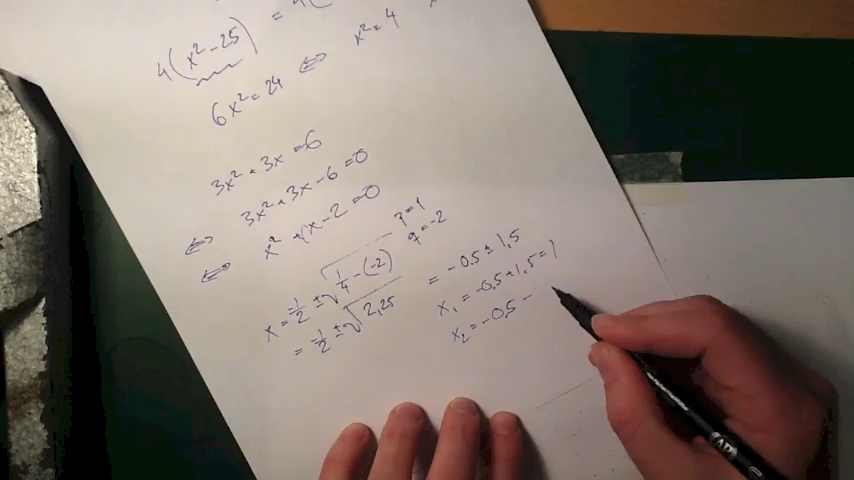 4(x²-25) = 4(
6x²=24 ⇔ x²=4
3x²+3x=6
⇔ 3x²+3x-6=0
⇔ x²+1x-2=0
p=1
q=-2
x=-1/2±√(1/4-(-2))
=-1/2±√2,25 = -0.5±1,5
x₁=-0.5+1,5=1
x₂=-0.5-